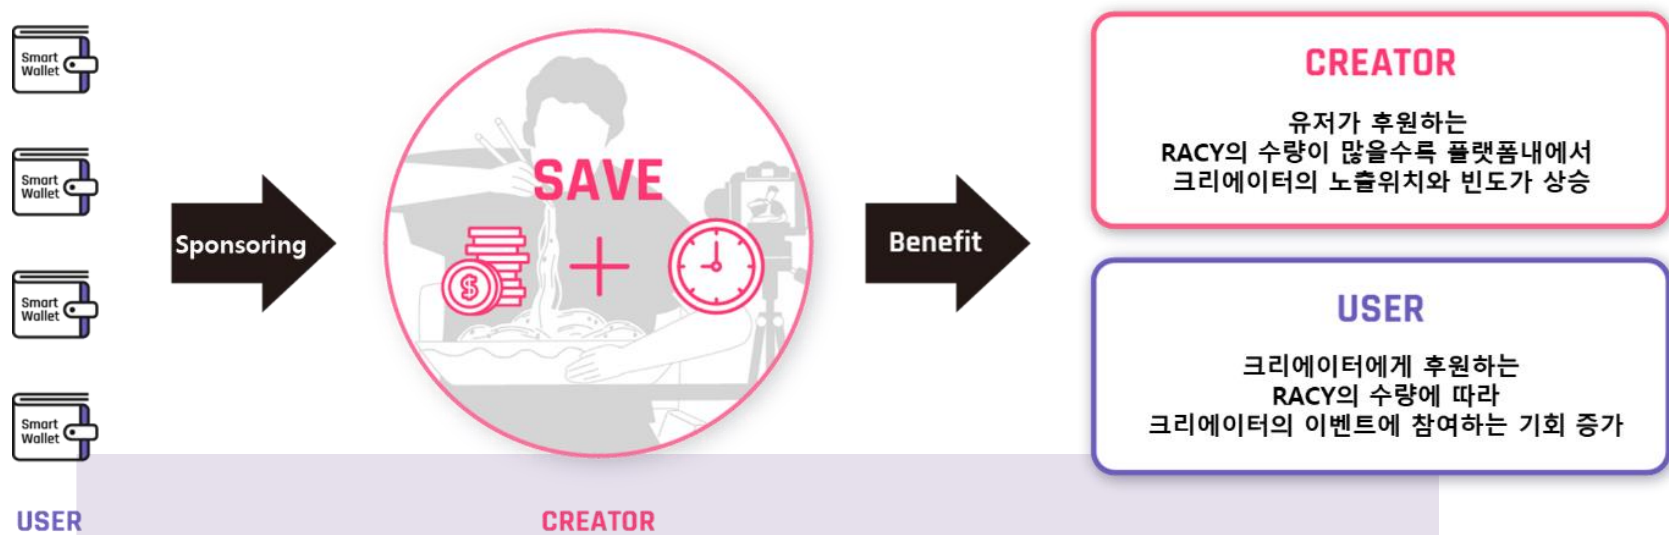 Smart
Wallet
Smart
Wallet
Smart
Wallet
Smart
Wallet
USER
Sponsoring
SAVE
$
+
CREATOR
Benefit
CREATOR
유저가 후원하는
RACY의 수량이 많을수록 플랫폼내에서
크리에이터의 노출위치와 빈도가 상승
USER
크리에이터에게 후원하는
RACY의 수량에 따라
크리에이터의 이벤트에 참여하는 기회 증가